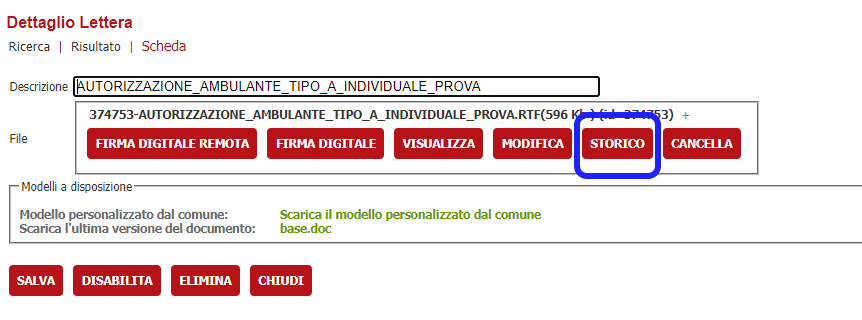 Dettaglio Lettera
Ricerca | Risultato | Scheda
Descrizione AUTORIZZAZIONE_AMBULANTE_TIPO_A_INDIVIDUALE_PROVA
374753-AUTORIZZAZIONE_AMBULANTE_TIPO_A_INDIVIDUALE_PROVA.RTF(596 K 374753) +
File FIRMA DIGITALE REMOTA FIRMA DIGITALE VISUALIZZA MODIFICA STORICO CANCELLA
Modelli a disposizione
Modello personalizzato dal comune: Scarica il modello personalizzato dal comune
Scarica l'ultima versione del documento: base.doc
SALVA DISABILITA ELIMINA CHIUDI